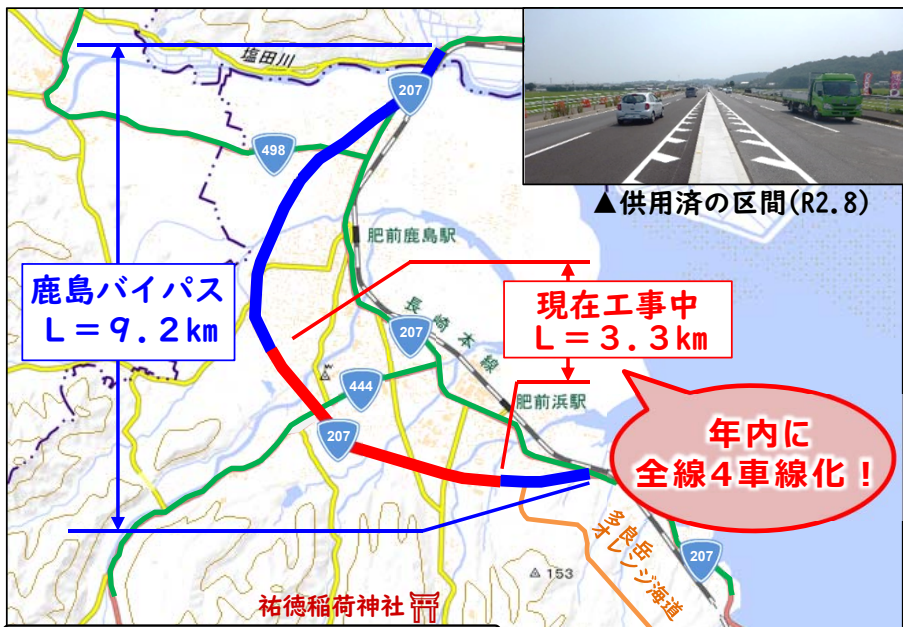 塩田川
207
498
▲供用済の区間(R2.8)
肥前鹿島駅
鹿島バイパス
L=9.2km
現在工事中
L=3.3km
長崎本線
207
444
肥前浜駅
207
年内に
全線4車線化!
多良岳
オレンジ海道
207
153
祐徳稲荷神社